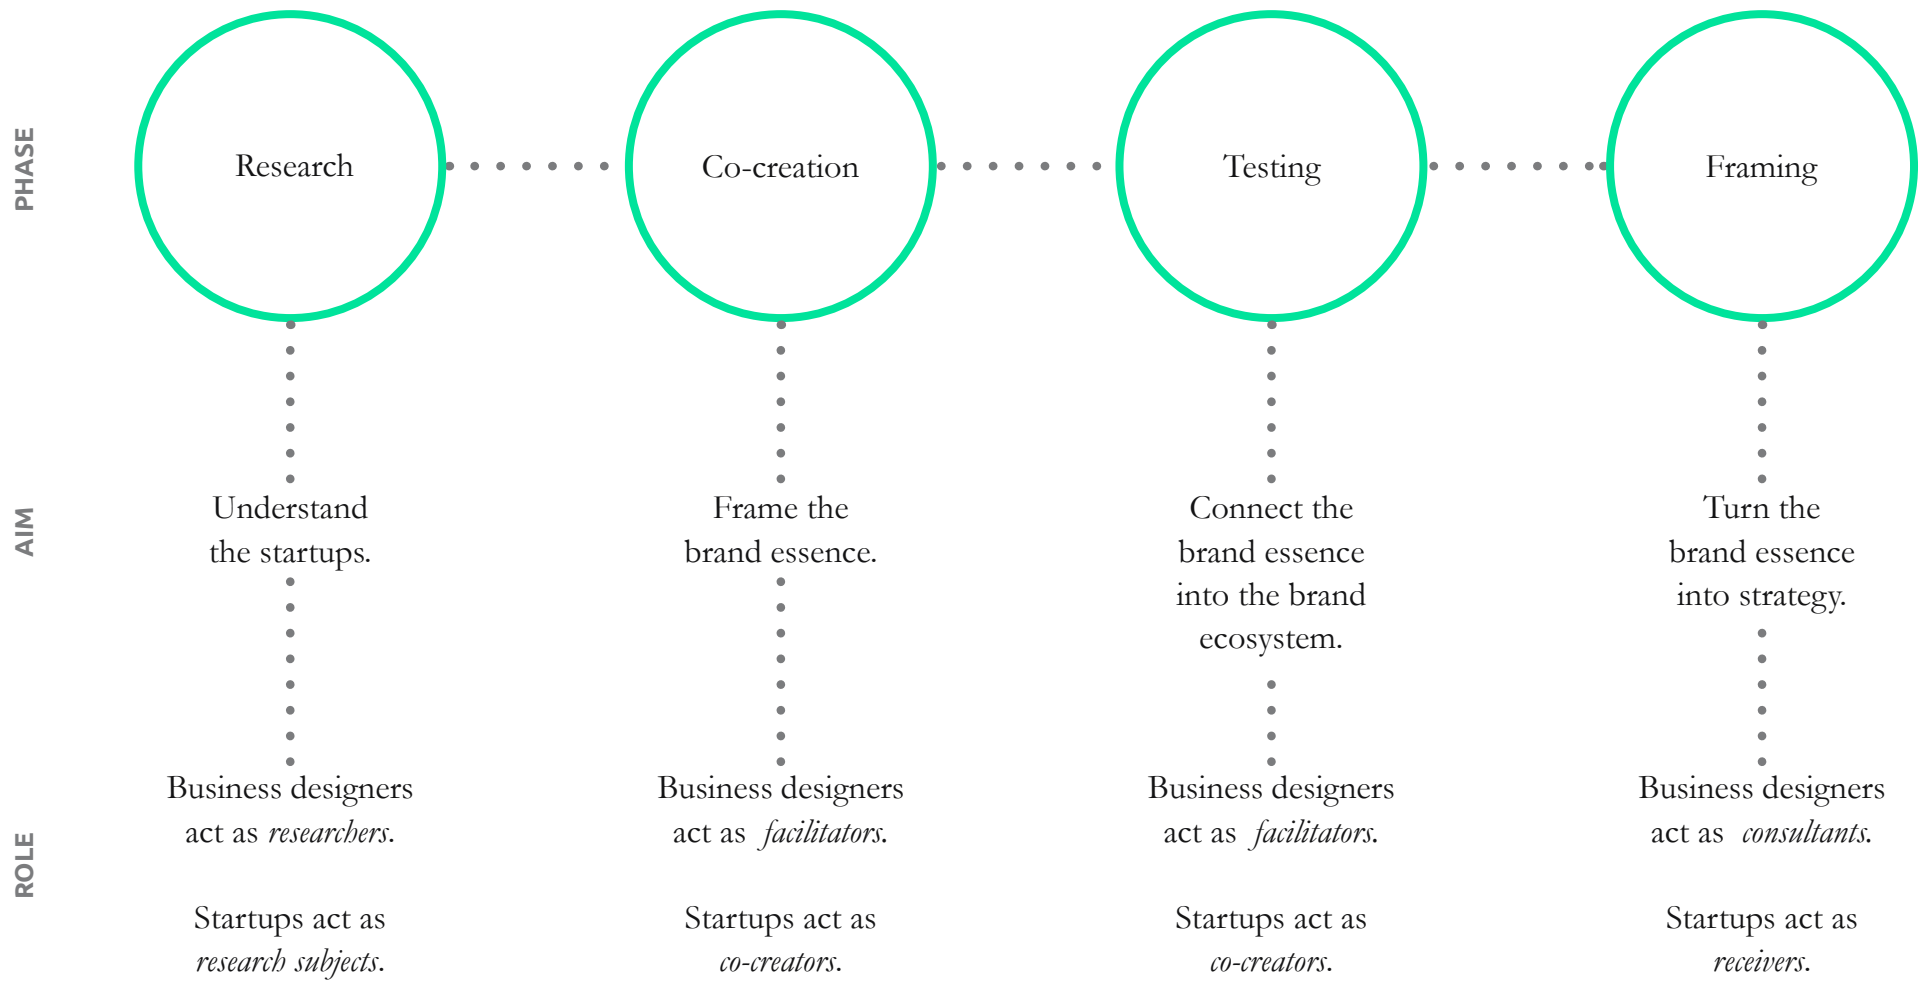 PHASE
Research
Co-creation
Testing
Framing
AIM
Understand
the startups.
Frame the
brand essence.
Connect the
brand essence
into the brand
ecosystem.
Turn the
brand essence
into strategy.
ROLE
Business designers
act as researchers.
Startups act as
research subjects.
Business designers
act as facilitators.
Startups act as
co-creators.
Business designers
act as facilitators.
Startups act as
co-creators.
Business designers
act as consultants.
Startups act as
receivers.